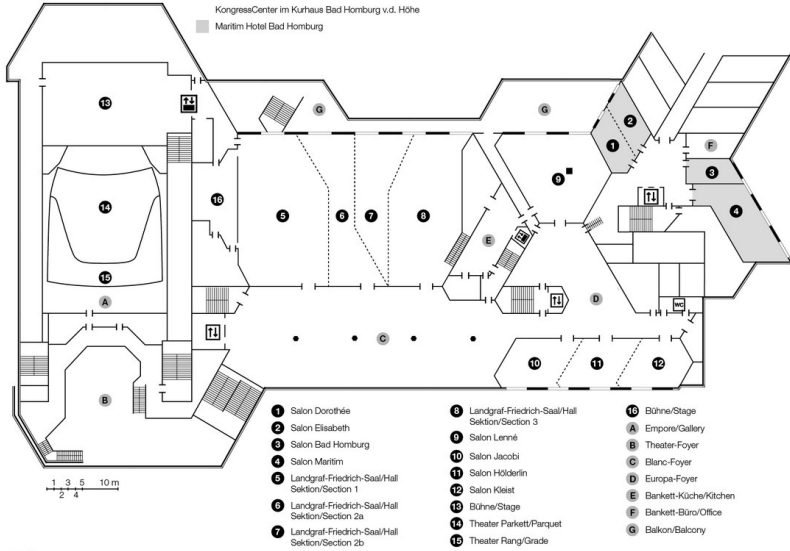 KongressCenter im Kurhaus Bad Homburg v.d. Höhe
Maritim Hotel Bad Homburg
13
G
G
2
1
F
3
9
16
14
4
5
6
7
8
E
15
A
D
WC
C
10
11
12
B
1 Salon Dorothée
2 Salon Elisabeth
3 Salon Bad Homburg
4 Salon Maritim
5 Landgraf-Friedrich-Saal/Hall
Sektion/Section 1
6 Landgraf-Friedrich-Saal/Hall
Sektion/Section 2a
7 Landgraf-Friedrich-Saal/Hall
Sektion/Section 2b
8 Landgraf-Friedrich-Saal/Hall
Sektion/Section 3
9 Salon Lenné
10 Salon Jacobi
11 Salon Hölderlin
12 Salon Kleist
13 Bühne/Stage
14 Theater Parkett/Parquet
15 Theater Rang/Grade
16 Bühne/Stage
A Empore/Gallery
B Theater-Foyer
C Blanc-Foyer
D Europa-Foyer
E Bankett-Küche/Kitchen
F Bankett-Büro/Office
G Balkon/Balcony
1 3 5 10 m
2 4